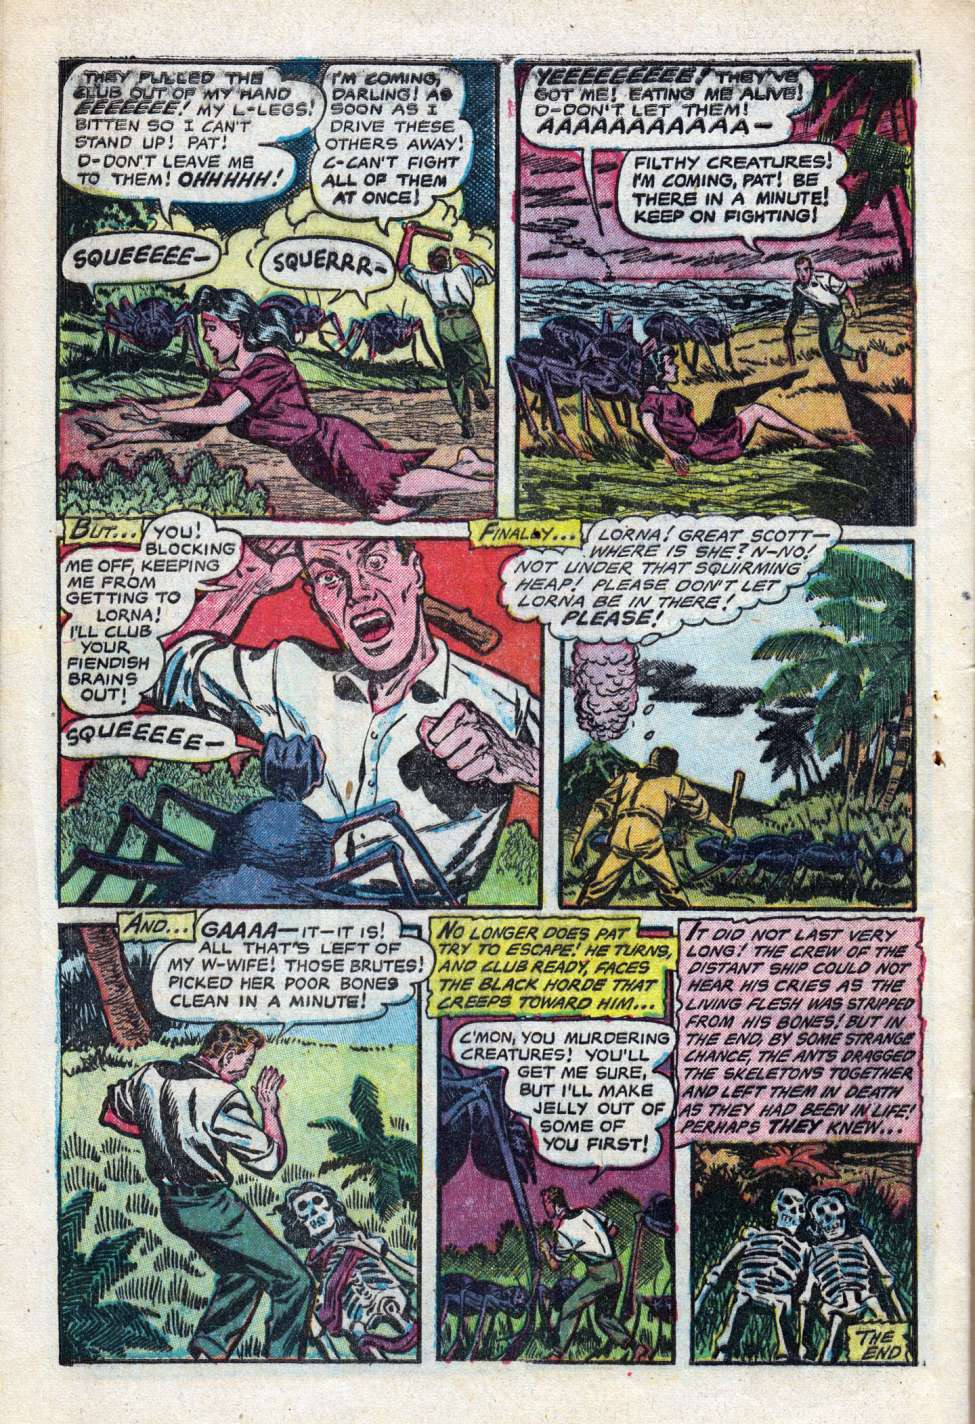 THEY PULLED THE
CLUB OUT OF MY HAND
EEEEEEE! MY L-LEGS!
BITTEN SO I CAN'T
STAND UP! PAT!
D-DON'T LEAVE ME
TO THEM! OHHHHH!
I'M COMING,
DARLING! AS
SOON AS I
DRIVE THESE
OTHERS AWAY!
C-CAN'T FIGHT
ALL OF THEM
AT ONCE!
SQUEEEEE-
SQUERRR-
YEEEEEEEEE! THEY'VE
GOT ME! EATING ME ALIVE!
D-DON'T LET THEM!
AAAAAAAAAAA-
FILTHY CREATURES!
I'M COMING, PAT! BE
THERE IN A MINUTE!
KEEP ON FIGHTING!
BUT...
YOU!
BLOCKING
ME OFF, KEEPING
ME FROM
GETTING TO
LORNA!
I'LL CLUB
YOUR
FIENDISH
BRAINS
OUT!
SQUEEEEE-
FINALLY...
LORNA! GREAT SCOTT-
WHERE IS SHE? N-NO!
NOT UNDER THAT SQUIRMING
HEAP! PLEASE DON'T LET
LORNA BE IN THERE!
PLEASE!
AND...
GAAAA-IT-IT IS!
ALL THAT'S LEFT OF
MY W-WIFE! THOSE BRUTES!
PICKED HER POOR BONES
CLEAN IN A MINUTE!
NO LONGER DOES PAT
TRY TO ESCAPE! HE TURNS,
AND CLUB READY, FACES
THE BLACK HORDE THAT
CREEPS TOWARD HIM...
C'MON, YOU MURDERING
CREATURES! YOU'LL
GET ME SURE,
BUT I'LL MAKE
JELLY OUT OF
SOME OF
YOU FIRST!
IT DID NOT LAST VERY
LONG! THE CREW OF THE
DISTANT SHIP COULD NOT
HEAR HIS CRIES AS THE
LIVING FLESH WAS STRIPPED
FROM HIS BONES! BUT IN
THE END, BY SOME STRANGE
CHANCE, THE ANTS DRAGGED
THE SKELETONS TOGETHER
AND LEFT THEM IN DEATH
AS THEY HAD BEEN IN LIFE!
PERHAPS THEY KNEW...
THE
END